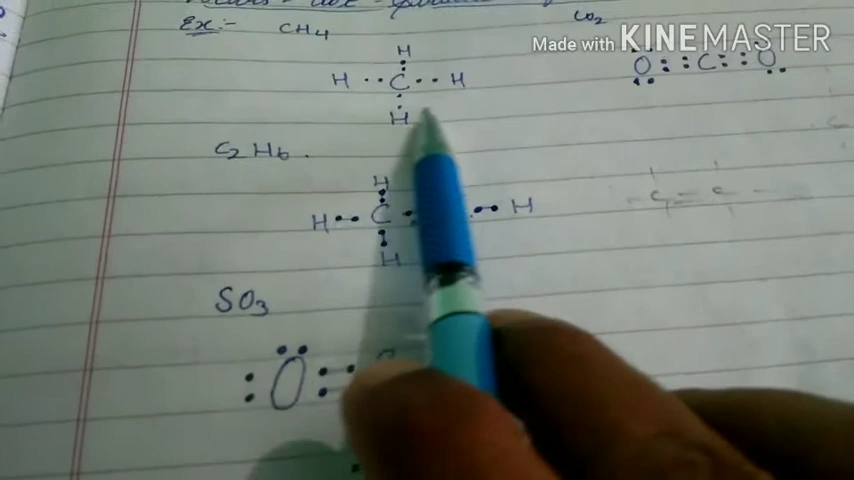 Ex:- CH4 CO2
Made with KINEMASTER
H
H ·· C ·· H
H
O :: C :: O
C2H6.
H
H C H
H
SO3
O